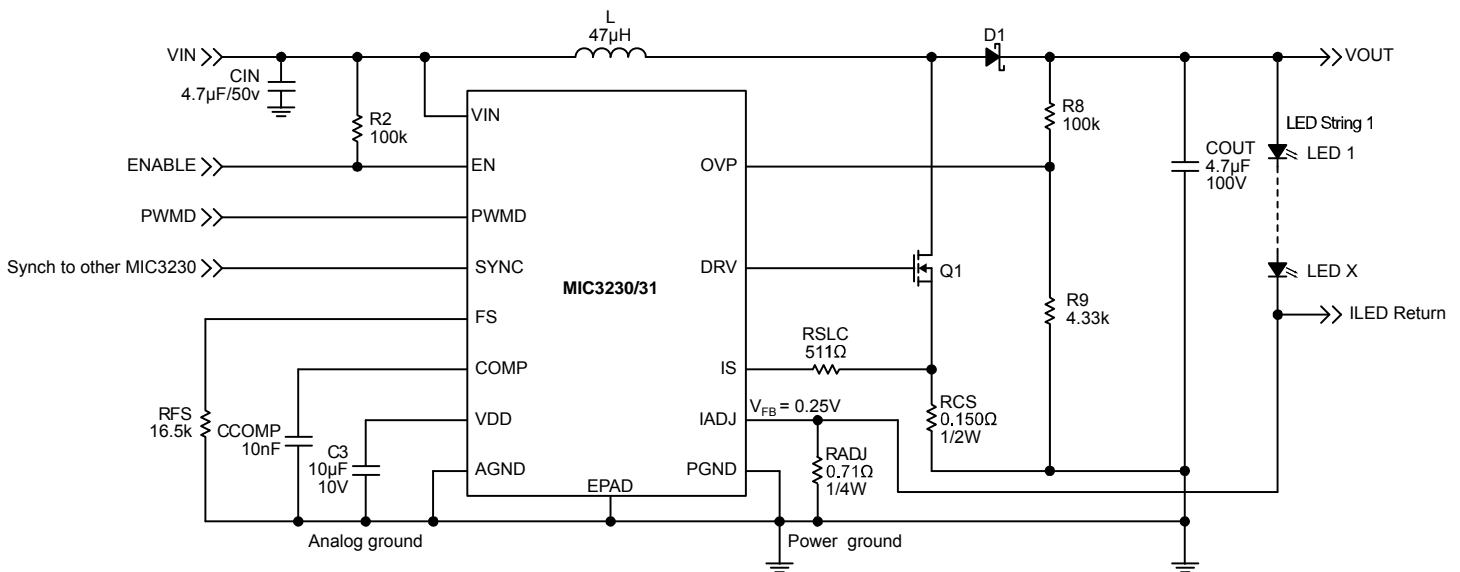 L
47µH
D1
VIN
VOUT
CIN
4.7µF/50v
R2
100k
VIN
R8
100k
LED String 1
ENABLE
EN
OVP
COUT
4.7µF
100V
LED 1
PWMD
PWMD
Synch to other MIC3230
SYNC
DRV
Q1
LED X
MIC3230/31
R9
4.33k
FS
ILED Return
RSLC
511Ω
COMP
IS
RFS
16.5k
CCOMP
10nF
VDD
IADJ
VFB = 0.25V
RCS
0.150Ω
1/2W
C3
10µF
10V
AGND
PGND
RADJ
0.71Ω
1/4W
EPAD
Analog ground
Power ground